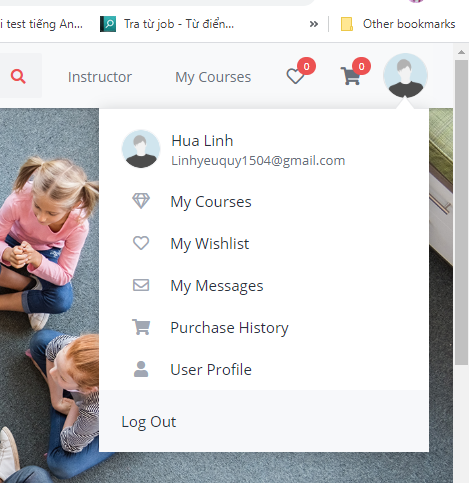 i test tiếng An...
Tra từ job - Từ điển...
»
Other bookmarks
Instructor
My Courses
0
0
Hua Linh
Linhyeuquy1504@gmail.com
My Courses
My Wishlist
My Messages
Purchase History
User Profile
Log Out